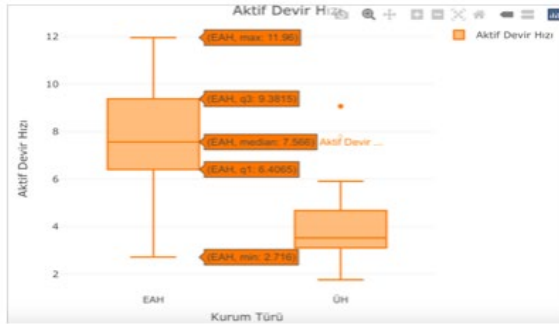 Aktif Devir Hızı
Aktif Devir Hızı
12
10
8
6
4
2
Aktif Devir Hızı
(EAH, max: 11.96)
(EAH, q3: 9.3815)
(EAH, median: 7.566) Aktif Devir ...
(EAH, q1: 6.4065)
(EAH, min: 2.716)
EAH
ÜH
Kurum Türü